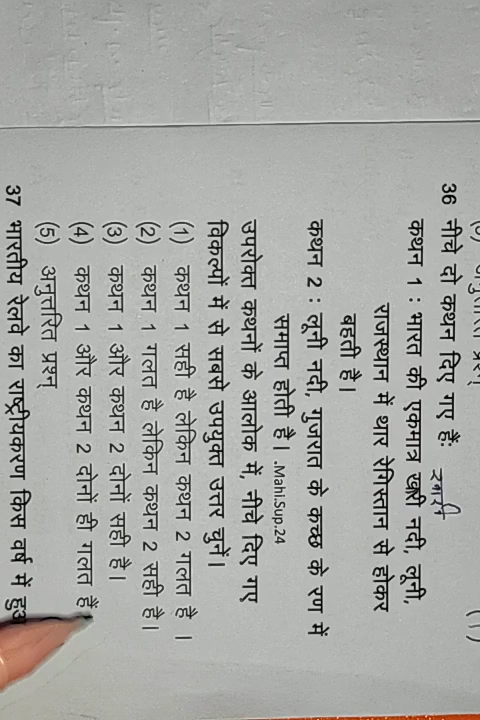 36 नीचे दो कथन दिए गए है:
कथन 1 : भारत की एकमात्र खारी नदी, लूनी,
राजस्थान में थार रेगिस्तान से होकर
बहती है।
कथन 2 : लूनी नदी, गुजरात के कच्छ के रण में
समाप्त होती है। .Mahi.Sup.24
उपरोक्त कथनों के आलोक में, नीचे दिए गए
विकल्पों में से सबसे उपयुक्त उत्तर चुनें।
(1) कथन 1 सही है लेकिन कथन 2 गलत है ।
(2) कथन 1 गलत है लेकिन कथन 2 सही है।
(3) कथन 1 और कथन 2 दोनों सही है।
(4) कथन 1 और कथन 2 दोनों ही गलत है
(5) अनुत्तरित प्रश्न
37 भारतीय रेलवे का राष्ट्रीयकरण किस वर्ष में